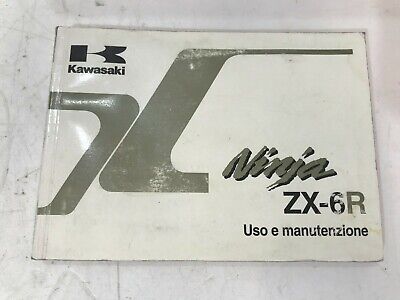 Kawasaki
Ninja
ZX-6R
Uso e manutenzione